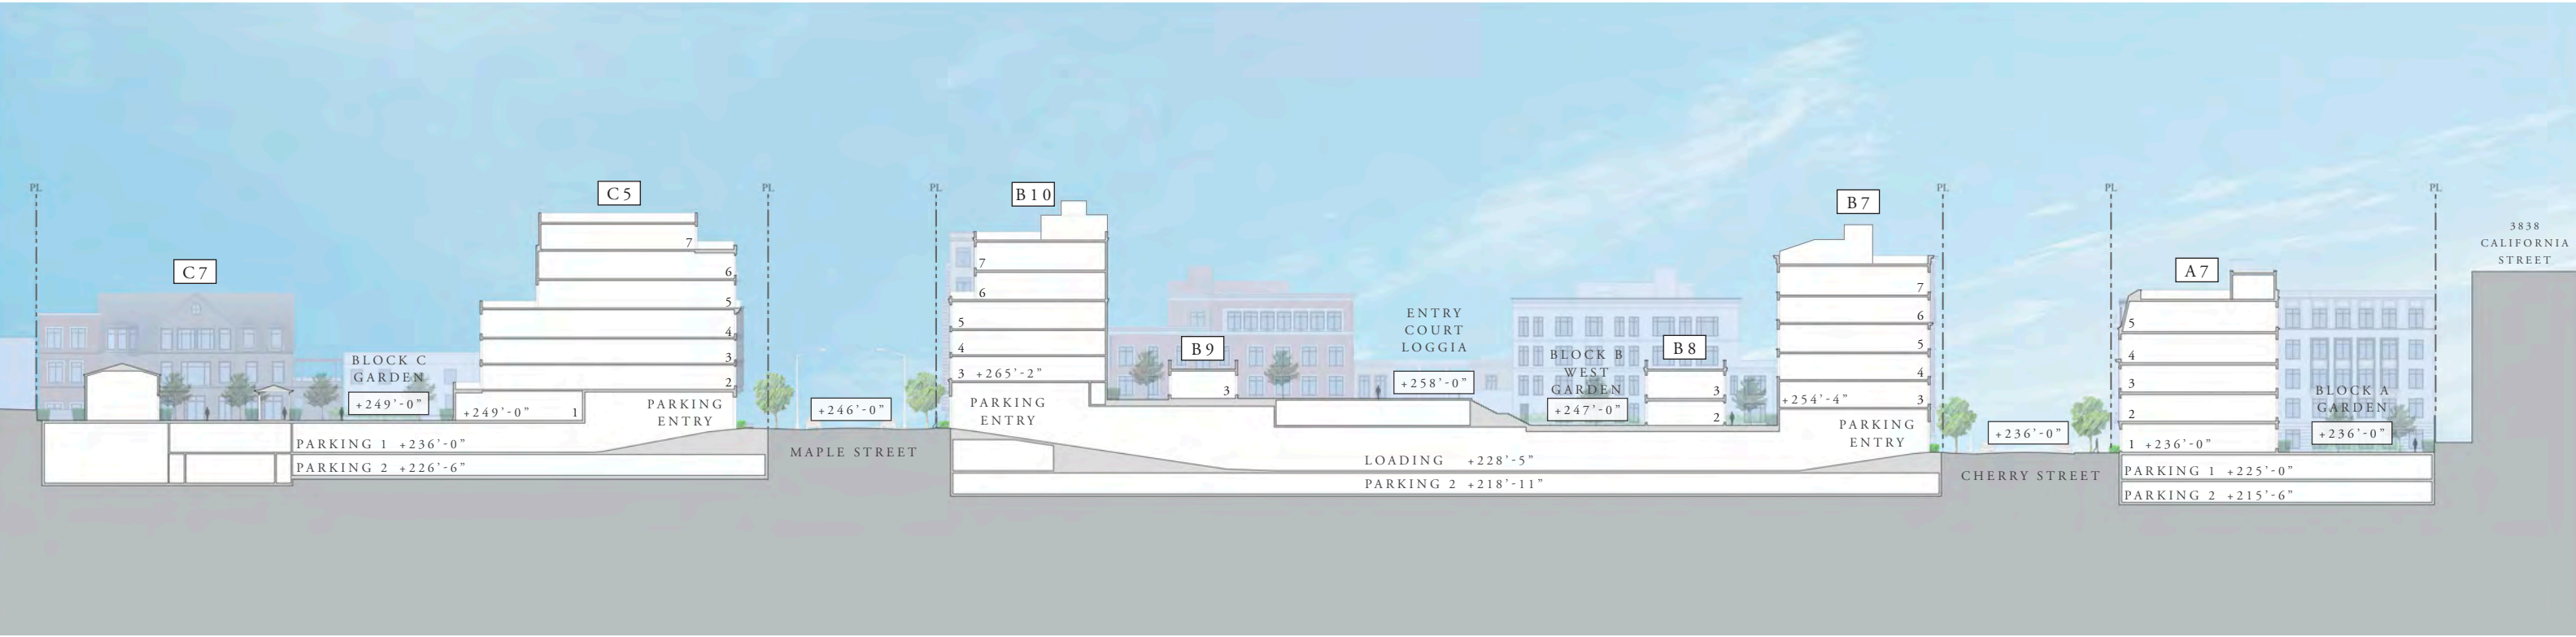 PL
C7
BLOCK C
GARDEN
+249'-0"
C5
7
6
5
4
3
2
+249'-0" 1
PARKING
ENTRY
PARKING 1 +236'-0"
PARKING 2 +226'-6"
PL
+246'-0"
MAPLE STREET
PL
B10
7
6
5
4
3 +265'-2"
PARKING
ENTRY
B9
3
ENTRY
COURT
LOGGIA
+258'-0"
BLOCK B
WEST
GARDEN
+247'-0"
B8
3
2
B7
7
6
5
4
+254'-4" 3
PARKING
ENTRY
LOADING +228'-5"
PARKING 2 +218'-11"
PL
+236'-0"
CHERRY STREET
PL
A7
5
4
3
2
1 +236'-0"
BLOCK A
GARDEN
+236'-0"
PARKING 1 +225'-0"
PARKING 2 +215'-6"
PL
3838
CALIFORNIA
STREET